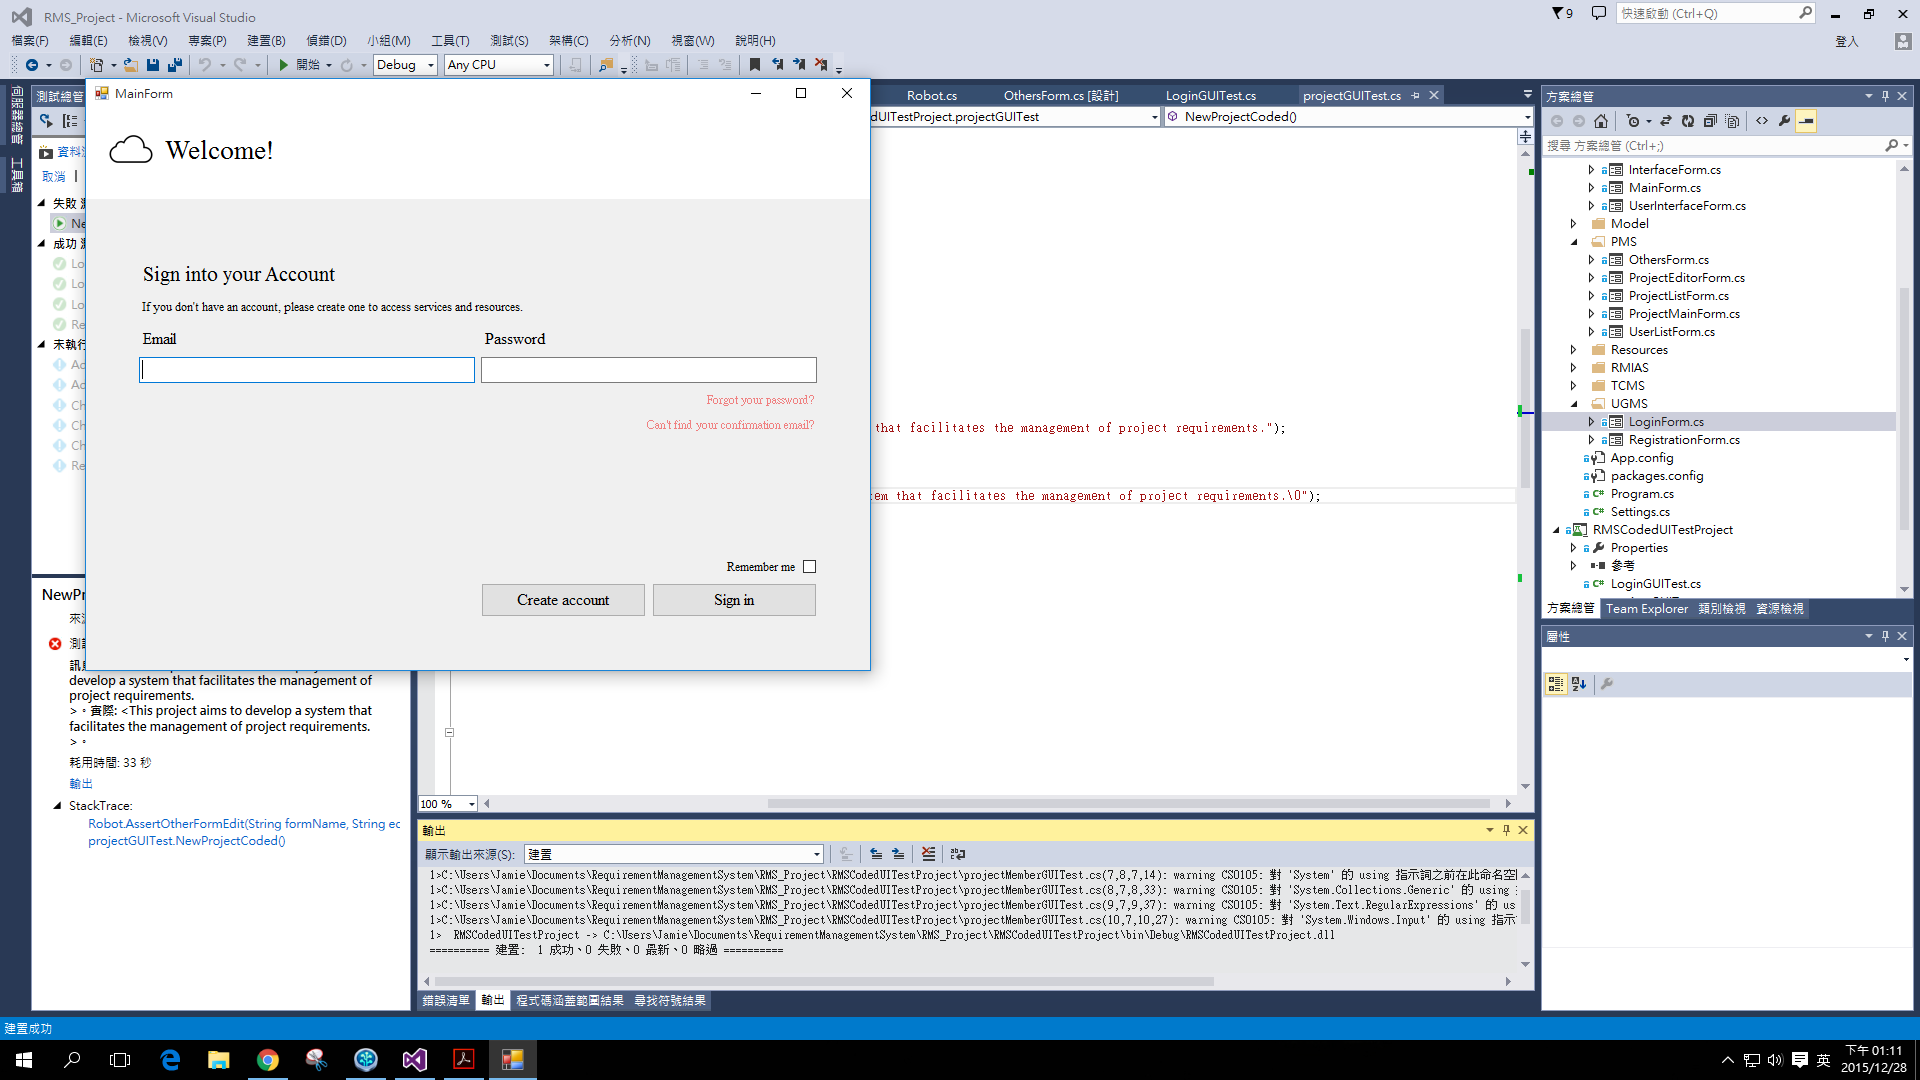 RMS_Project - Microsoft Visual Studio
9
快速啟動 (Ctrl+Q)
檔案(F) 編輯(E) 檢視(V) 專案(P) 建置(B) 偵錯(D) 小組(M) 工具(T) 測試(S) 架構(C) 分析(N) 視窗(W) 說明(H)
登入
開始 Debug Any CPU
伺服器總管
工具箱
測試總管
取消
失敗
成功
Lo
Lo
Lo
Re
Ac
Ac
Ch
Ch
Ch
Re
MainForm
Welcome!
Sign into your Account
If you don't have an account, please create one to access services and resources.
Email Password
Forgot your password?
Can't find your confirmation email?
Remember me
Create account Sign in
develop a system that facilitates the management of
project requirements.
>。實際: <This project aims to develop a system that
facilitates the management of project requirements.
>。
耗用時間: 33 秒
輸出
StackTrace:
Robot.AssertOtherFormEdit(String formName, String
projectGUITest.NewProjectCoded()
Robot.cs OthersForm.cs [設計] LoginGUITest.cs projectGUITest.cs
dUITestProject.projectGUITest NewProjectCoded()
that facilitates the management of project requirements.");
em that facilitates the management of project requirements.\0");
100 %
輸出
顯示輸出來源(S): 建置
1>C:\Users\Jamie\Documents\RequirementManagementSystem\RMS_Project\RMSCodedUITestProject\projectMemberGUITest.cs(7,8,7,14): warning CS0105: 對 'System' 的 using 指示詞之前在此命名空
1>C:\Users\Jamie\Documents\RequirementManagementSystem\RMS_Project\RMSCodedUITestProject\projectMemberGUITest.cs(8,7,8,33): warning CS0105: 對 'System.Collections.Generic' 的 using
1>C:\Users\Jamie\Documents\RequirementManagementSystem\RMS_Project\RMSCodedUITestProject\projectMemberGUITest.cs(9,7,9,37): warning CS0105: 對 'System.Text.RegularExpressions' 的 us
1>C:\Users\Jamie\Documents\RequirementManagementSystem\RMS_Project\RMSCodedUITestProject\projectMemberGUITest.cs(10,7,10,27): warning CS0105: 對 'System.Windows.Input' 的 using 指示
1> RMSCodedUITestProject -> C:\Users\Jamie\Documents\RequirementManagementSystem\RMS_Project\RMSCodedUITestProject\bin\Debug\RMSCodedUITestProject.dll
========== 建置: 1 成功、0 失敗、0 最新、0 略過 ==========
錯誤清單 輸出 程式碼涵蓋範圍結果 尋找符號結果
方案總管
搜尋 方案總管 (Ctrl+;)
InterfaceForm.cs
MainForm.cs
UserInterfaceForm.cs
Model
PMS
OthersForm.cs
ProjectEditorForm.cs
ProjectListForm.cs
ProjectMainForm.cs
UserListForm.cs
Resources
RMIAS
TCMS
UGMS
LoginForm.cs
RegistrationForm.cs
App.config
packages.config
Program.cs
Settings.cs
RMSCodedUITestProject
Properties
參考
LoginGUITest.cs
方案總管 Team Explorer 類別檢視 資源檢視
屬性
建置成功
英
下午 01:11
2015/12/28